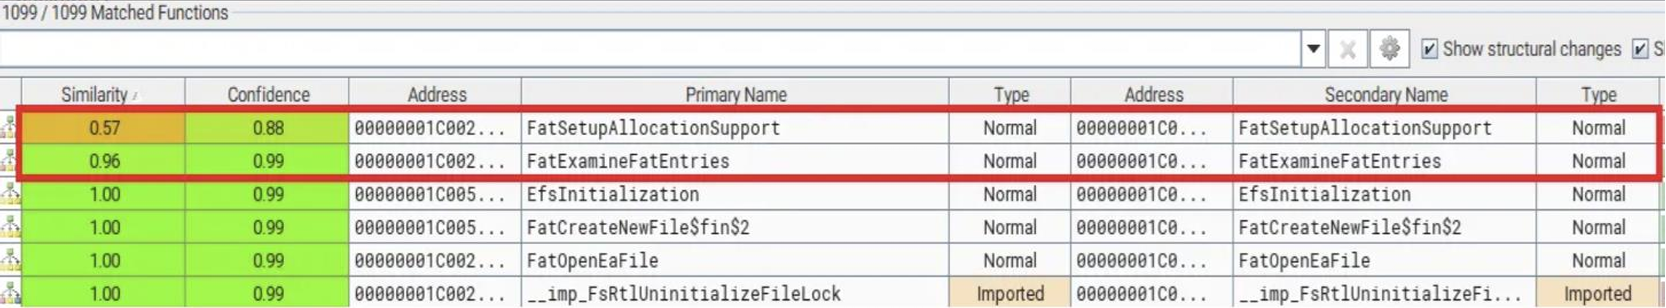 1099 / 1099 Matched Functions
Show structural changes
Similarity Confidence Address Primary Name Type Address Secondary Name Type
0.57 0.88 00000001C002... FatSetupAllocationSupport Normal 00000001C0... FatSetupAllocationSupport Normal
0.96 0.99 00000001C002... FatExamineFatEntries Normal 00000001C0... FatExamineFatEntries Normal
1.00 0.99 00000001C005... EfsInitialization Normal 00000001C0... EfsInitialization Normal
1.00 0.99 00000001C005... FatCreateNewFile$fin$2 Normal 00000001C0... FatCreateNewFile$fin$2 Normal
1.00 0.99 00000001C002... FatOpenEaFile Normal 00000001C0... FatOpenEaFile Normal
1.00 0.99 00000001C002... __imp_FsRtlUninitializeFileLock Imported 00000001C0... __imp_FsRtlUninitializeFi... Imported